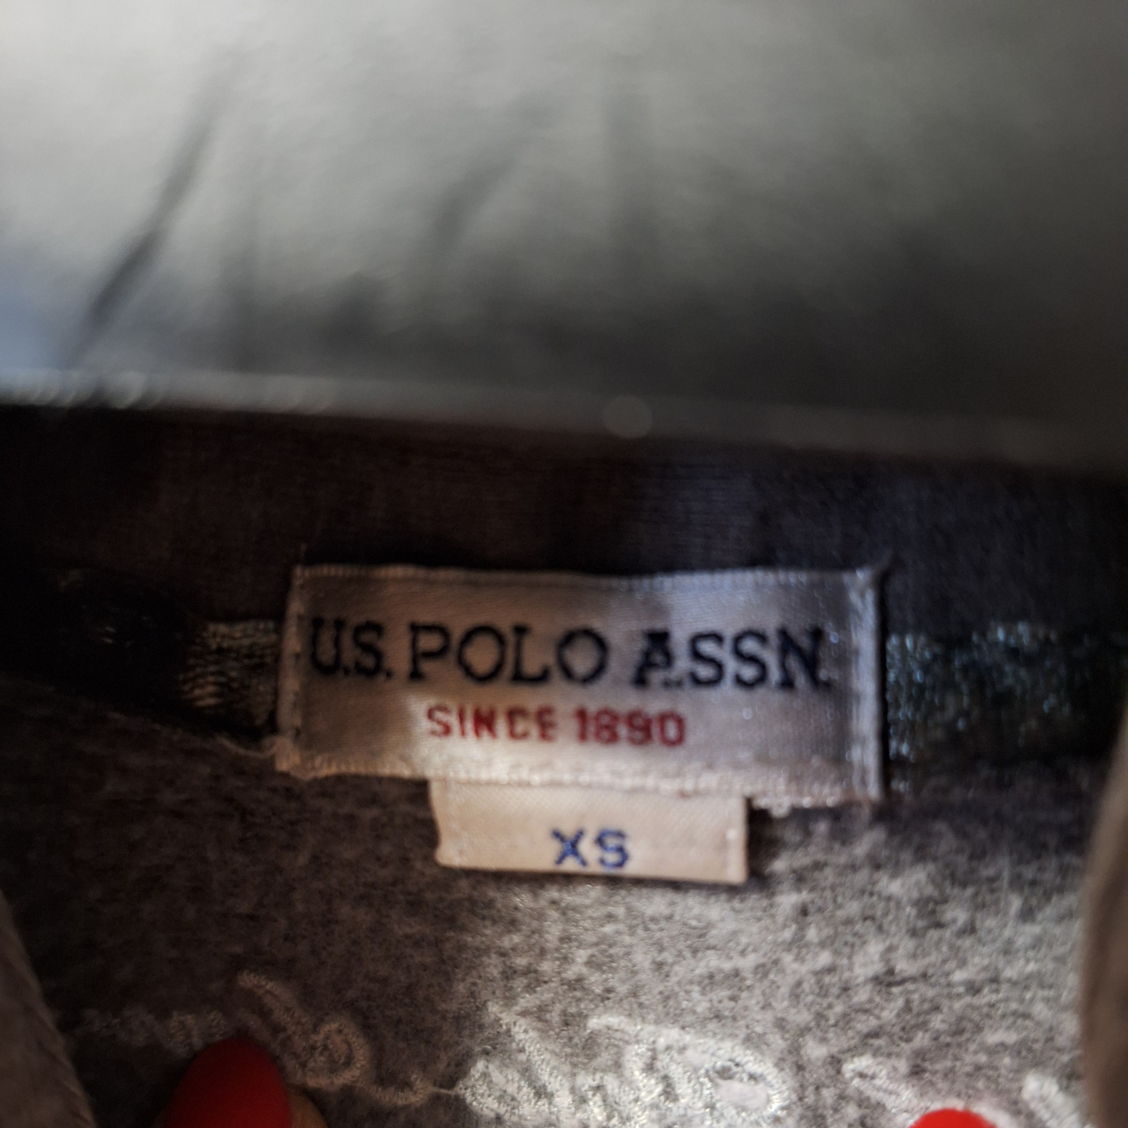 U.S. POLO ASSN.
SINCE 1890
XS